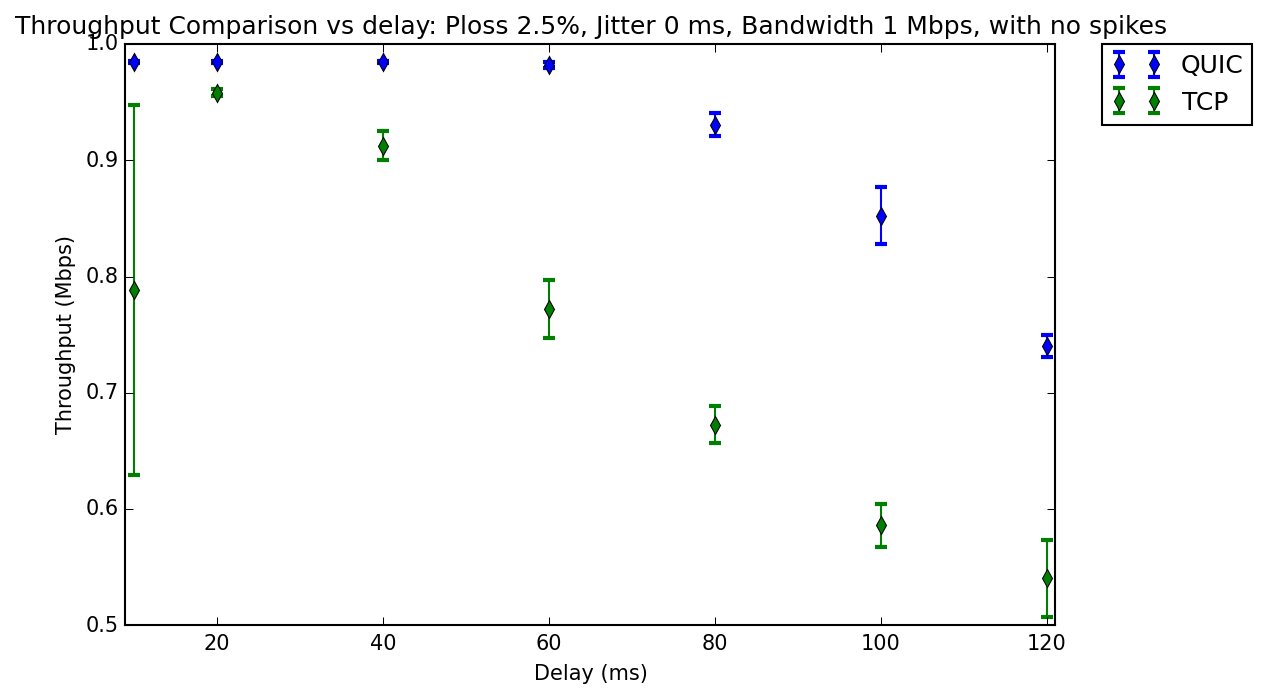 Throughput Comparison vs delay: Ploss 2.5%, Jitter 0 ms, Bandwidth 1 Mbps, with no spikes
QUIC
TCP
1.0
0.9
0.8
0.7
0.6
0.5
Throughput (Mbps)
20 40 60 80 100 120
Delay (ms)